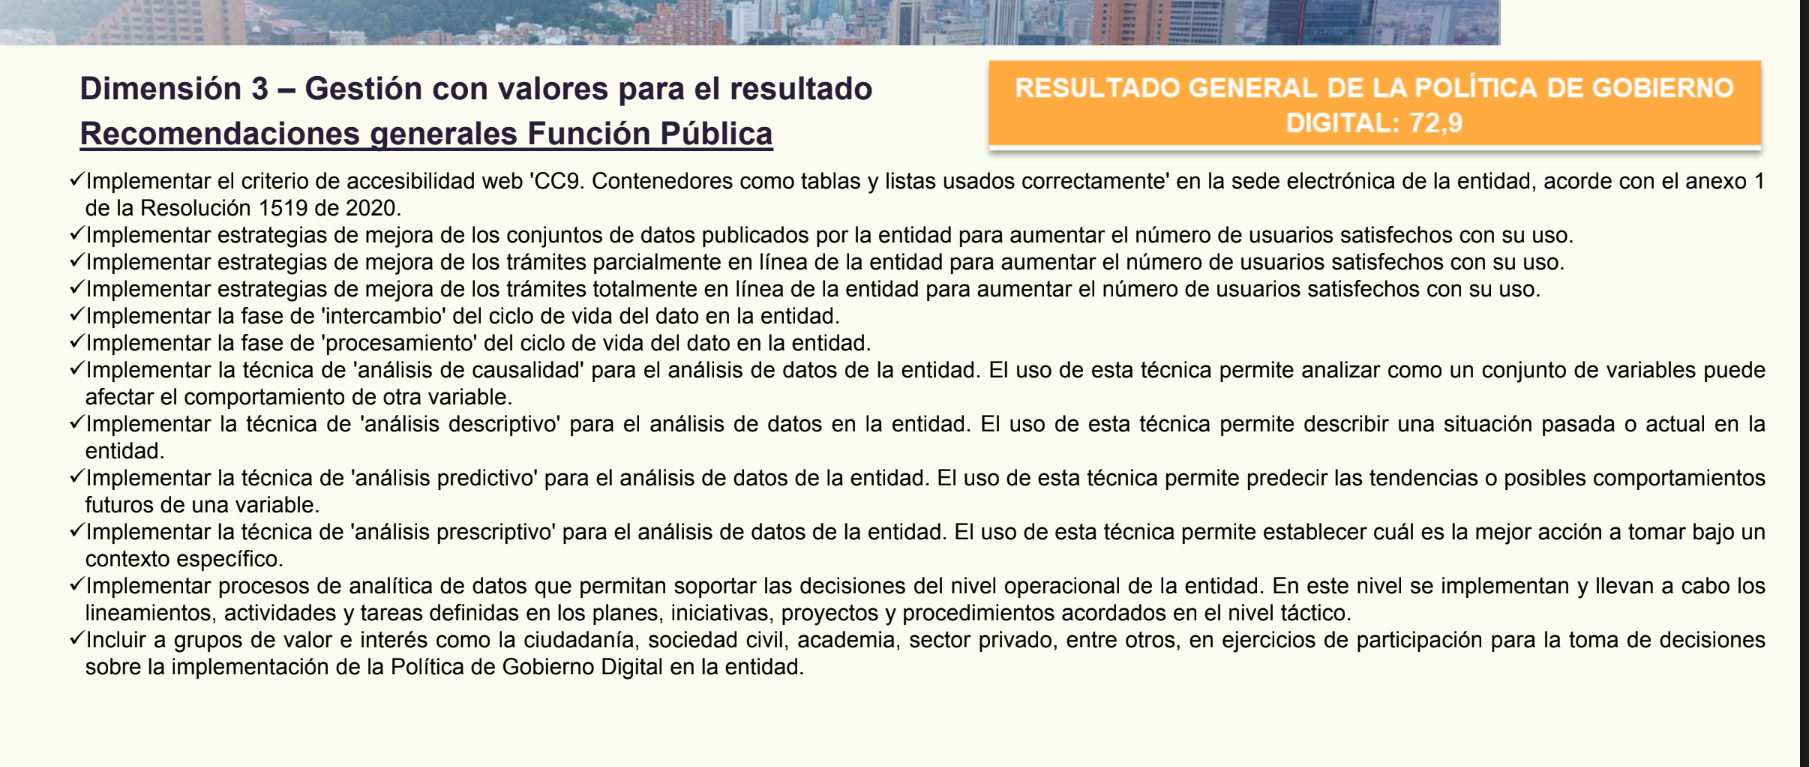 Dimensión 3 – Gestión con valores para el resultado
Recomendaciones generales Función Pública
RESULTADO GENERAL DE LA POLÍTICA DE GOBIERNO
DIGITAL: 72,9
✓Implementar el criterio de accesibilidad web 'CC9. Contenedores como tablas y listas usados correctamente' en la sede electrónica de la entidad, acorde con el anexo 1
de la Resolución 1519 de 2020.
✓Implementar estrategias de mejora de los conjuntos de datos publicados por la entidad para aumentar el número de usuarios satisfechos con su uso.
✓Implementar estrategias de mejora de los trámites parcialmente en línea de la entidad para aumentar el número de usuarios satisfechos con su uso.
✓Implementar estrategias de mejora de los trámites totalmente en línea de la entidad para aumentar el número de usuarios satisfechos con su uso.
✓Implementar la fase de 'intercambio' del ciclo de vida del dato en la entidad.
✓Implementar la fase de 'procesamiento' del ciclo de vida del dato en la entidad.
✓Implementar la técnica de 'análisis de causalidad' para el análisis de datos de la entidad. El uso de esta técnica permite analizar como un conjunto de variables puede
afectar el comportamiento de otra variable.
✓Implementar la técnica de 'análisis descriptivo' para el análisis de datos en la entidad. El uso de esta técnica permite describir una situación pasada o actual en la
entidad.
✓Implementar la técnica de 'análisis predictivo' para el análisis de datos de la entidad. El uso de esta técnica permite predecir las tendencias o posibles comportamientos
futuros de una variable.
✓Implementar la técnica de 'análisis prescriptivo' para el análisis de datos de la entidad. El uso de esta técnica permite establecer cuál es la mejor acción a tomar bajo un
contexto específico.
✓Implementar procesos de analítica de datos que permitan soportar las decisiones del nivel operacional de la entidad. En este nivel se implementan y llevan a cabo los
lineamientos, actividades y tareas definidas en los planes, iniciativas, proyectos y procedimientos acordados en el nivel táctico.
✓Incluir a grupos de valor e interés como la ciudadanía, sociedad civil, academia, sector privado, entre otros, en ejercicios de participación para la toma de decisiones
sobre la implementación de la Política de Gobierno Digital en la entidad.